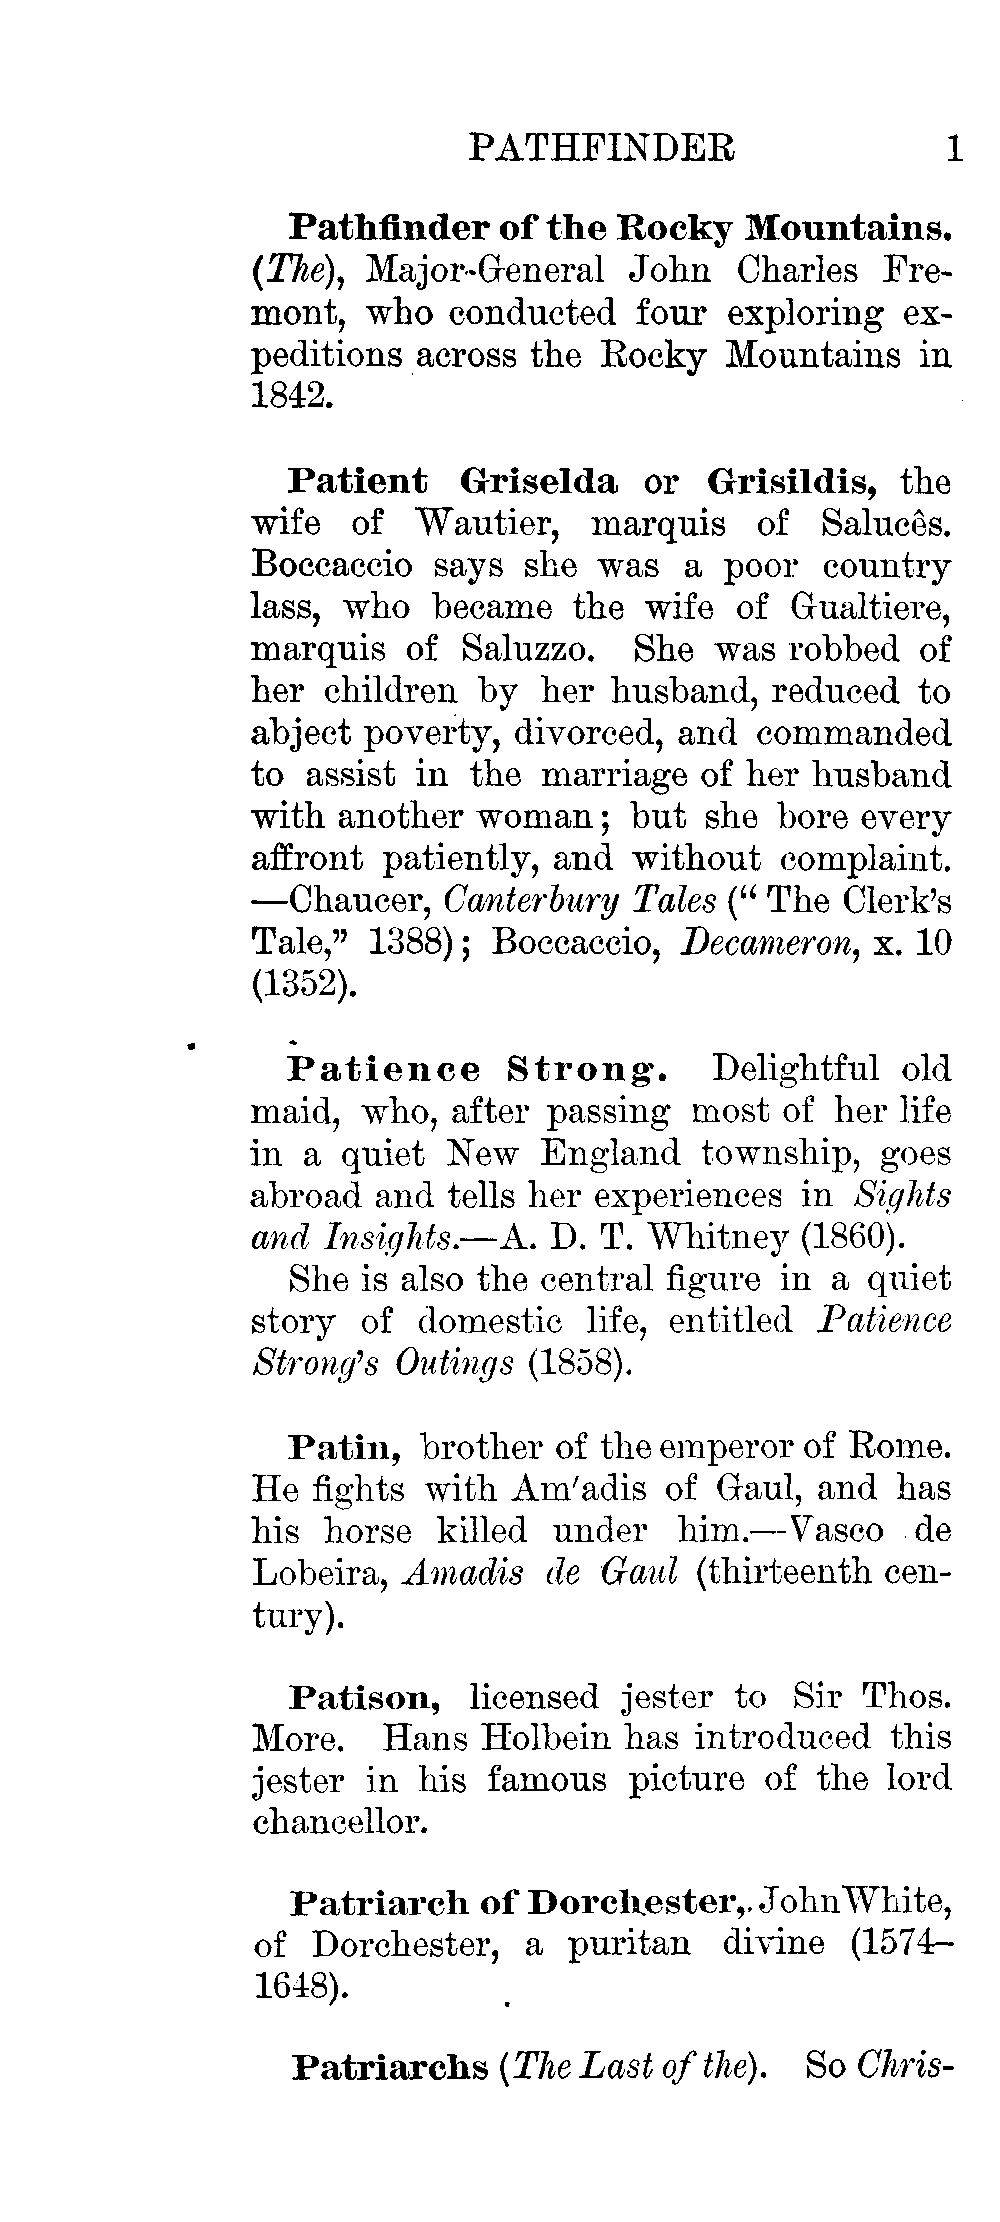 PATHFINDER 1
Pathfinder of the Rocky Mountains.
(The), Major-General John Charles Fre-
mont, who conducted four exploring ex-
peditions across the Rocky Mountains in
1842.
Patient Griselda or Grisildis, the
wife of Wautier, marquis of Salucês.
Boccaccio says she was a poor country
lass, who became the wife of Gualtiere,
marquis of Saluzzo. She was robbed of
her children by her husband, reduced to
abject poverty, divorced, and commanded
to assist in the marriage of her husband
with another woman; but she bore every
affront patiently, and without complaint.
—Chaucer, Canterbury Tales (“ The Clerk’s
Tale,” 1388); Boccaccio, Decameron, x. 10
(1352).
Patience Strong. Delightful old
maid, who, after passing most of her life
in a quiet New England township, goes
abroad and tells her experiences in Sights
and Insights.—A. D. T. Whitney (1860).
She is also the central figure in a quiet
story of domestic life, entitled Patience
Strong’s Outings (1858).
Patin, brother of the emperor of Rome.
He fights with Am′adis of Gaul, and has
his horse killed under him.—Vasco de
Lobeira, Amadis de Gaul (thirteenth cen-
tury).
Patison, licensed jester to Sir Thos.
More. Hans Holbein has introduced this
jester in his famous picture of the lord
chancellor.
Patriarch of Dorchester, John White,
of Dorchester, a puritan divine (1574–
1648).
Patriarchs (The Last of the). So Chris-